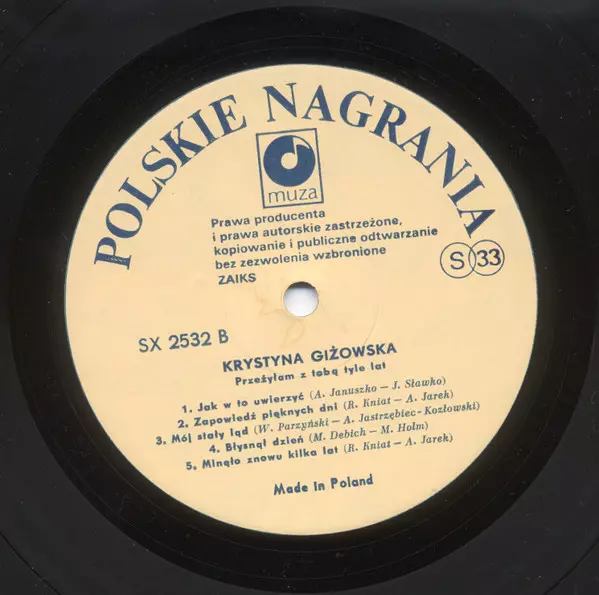 POLSKIE NAGRANIA
muza
Prawa producenta
i prawa autorskie zastrzeżone,
kopiowanie i publiczne odtwarzanie
bez zezwolenia wzbronione
ZAIKS
S 33
SX 2532 B
KRYSTYNA GIŻOWSKA
Przeżyłam z tobą tyle lat
1. Jak w to uwierzyć (A. Januszko – J. Sławko)
2. Zapowiedź pięknych dni (R. Kniat – A. Jarek)
3. Mój stały ląd (W. Parzyński – A. Jastrzębiec-Kozłowski)
4. Błysnął dzień (M. Debich – M. Holm)
5. Minęło znowu kilka lat (R. Kniat – A. Jarek)
Made in Poland